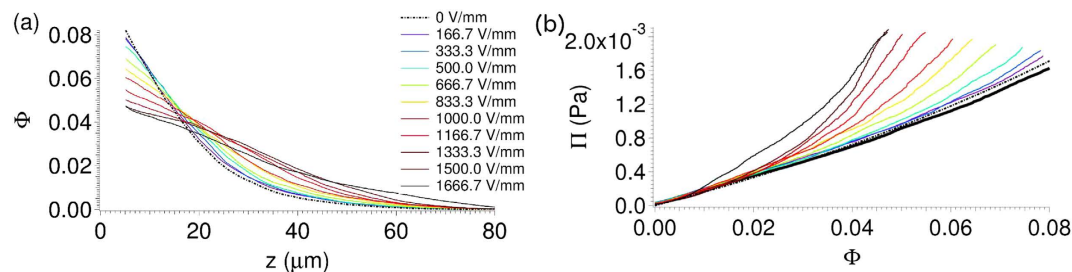 (a)
Φ
0.08
0.06
0.04
0.02
0.00
0 20 40 60 80
z (μm)
0 V/mm
166.7 V/mm
333.3 V/mm
500.0 V/mm
666.7 V/mm
833.3 V/mm
1000.0 V/mm
1166.7 V/mm
1333.3 V/mm
1500.0 V/mm
1666.7 V/mm
(b)
Π (Pa)
2.0x10⁻³
1.6
1.2
0.8
0.4
0.0
0.00 0.02 0.04 0.06 0.08
Φ